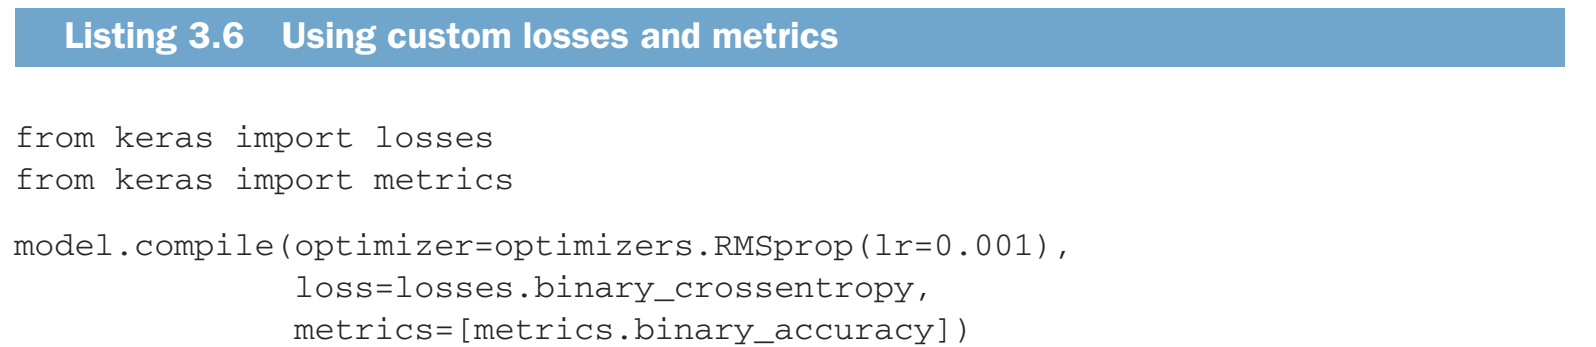 Listing 3.6 Using custom losses and metrics
from keras import losses
from keras import metrics
model.compile(optimizer=optimizers.RMSprop(lr=0.001),
              loss=losses.binary_crossentropy,
              metrics=[metrics.binary_accuracy])